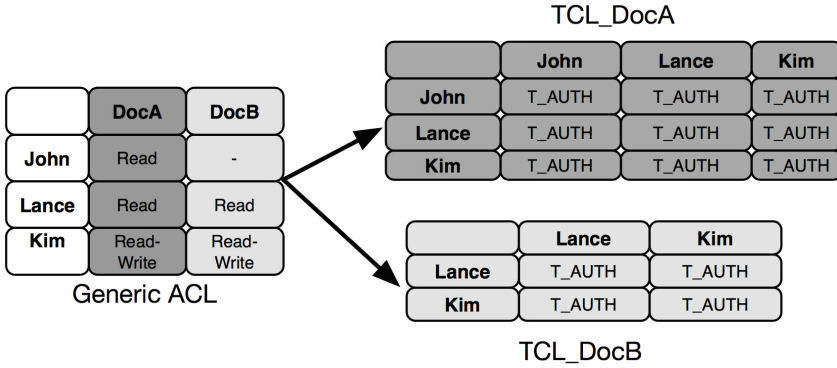 TCL_DocA
John Lance Kim
John T_AUTH T_AUTH T_AUTH
Lance T_AUTH T_AUTH T_AUTH
Kim T_AUTH T_AUTH T_AUTH
DocA DocB
John Read -
Lance Read Read
Kim Read- Read-
Write Write
Generic ACL
Lance Kim
Lance T_AUTH T_AUTH
Kim T_AUTH T_AUTH
TCL_DocB